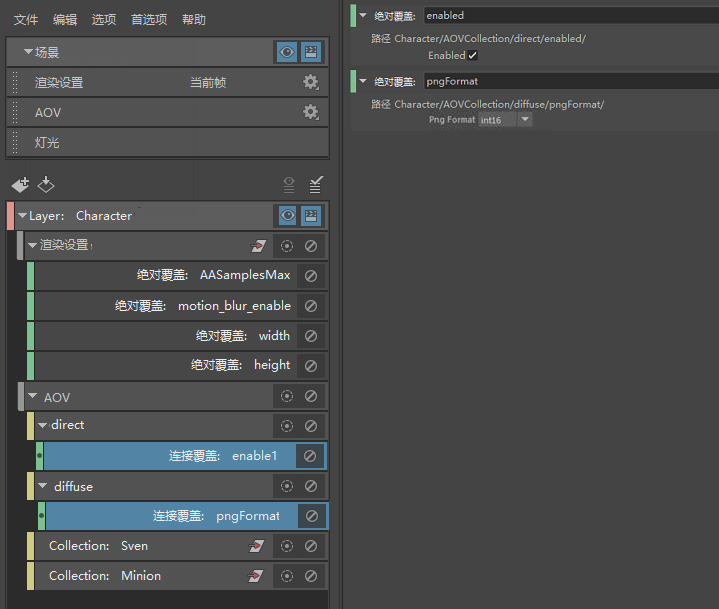 文件 编辑 选项 首选项 帮助
场景
渲染设置 当前帧
AOV
灯光
Layer: Character
渲染设置
绝对覆盖: AASamplesMax
绝对覆盖: motion_blur_enable
绝对覆盖: width
绝对覆盖: height
AOV
direct
连接覆盖: enable1
diffuse
连接覆盖: pngFormat
Collection: Sven
Collection: Minion
绝对覆盖: enabled
路径 Character/AOVCollection/direct/enabled/
Enabled
绝对覆盖: pngFormat
路径 Character/AOVCollection/diffuse/pngFormat/
Png Format int16